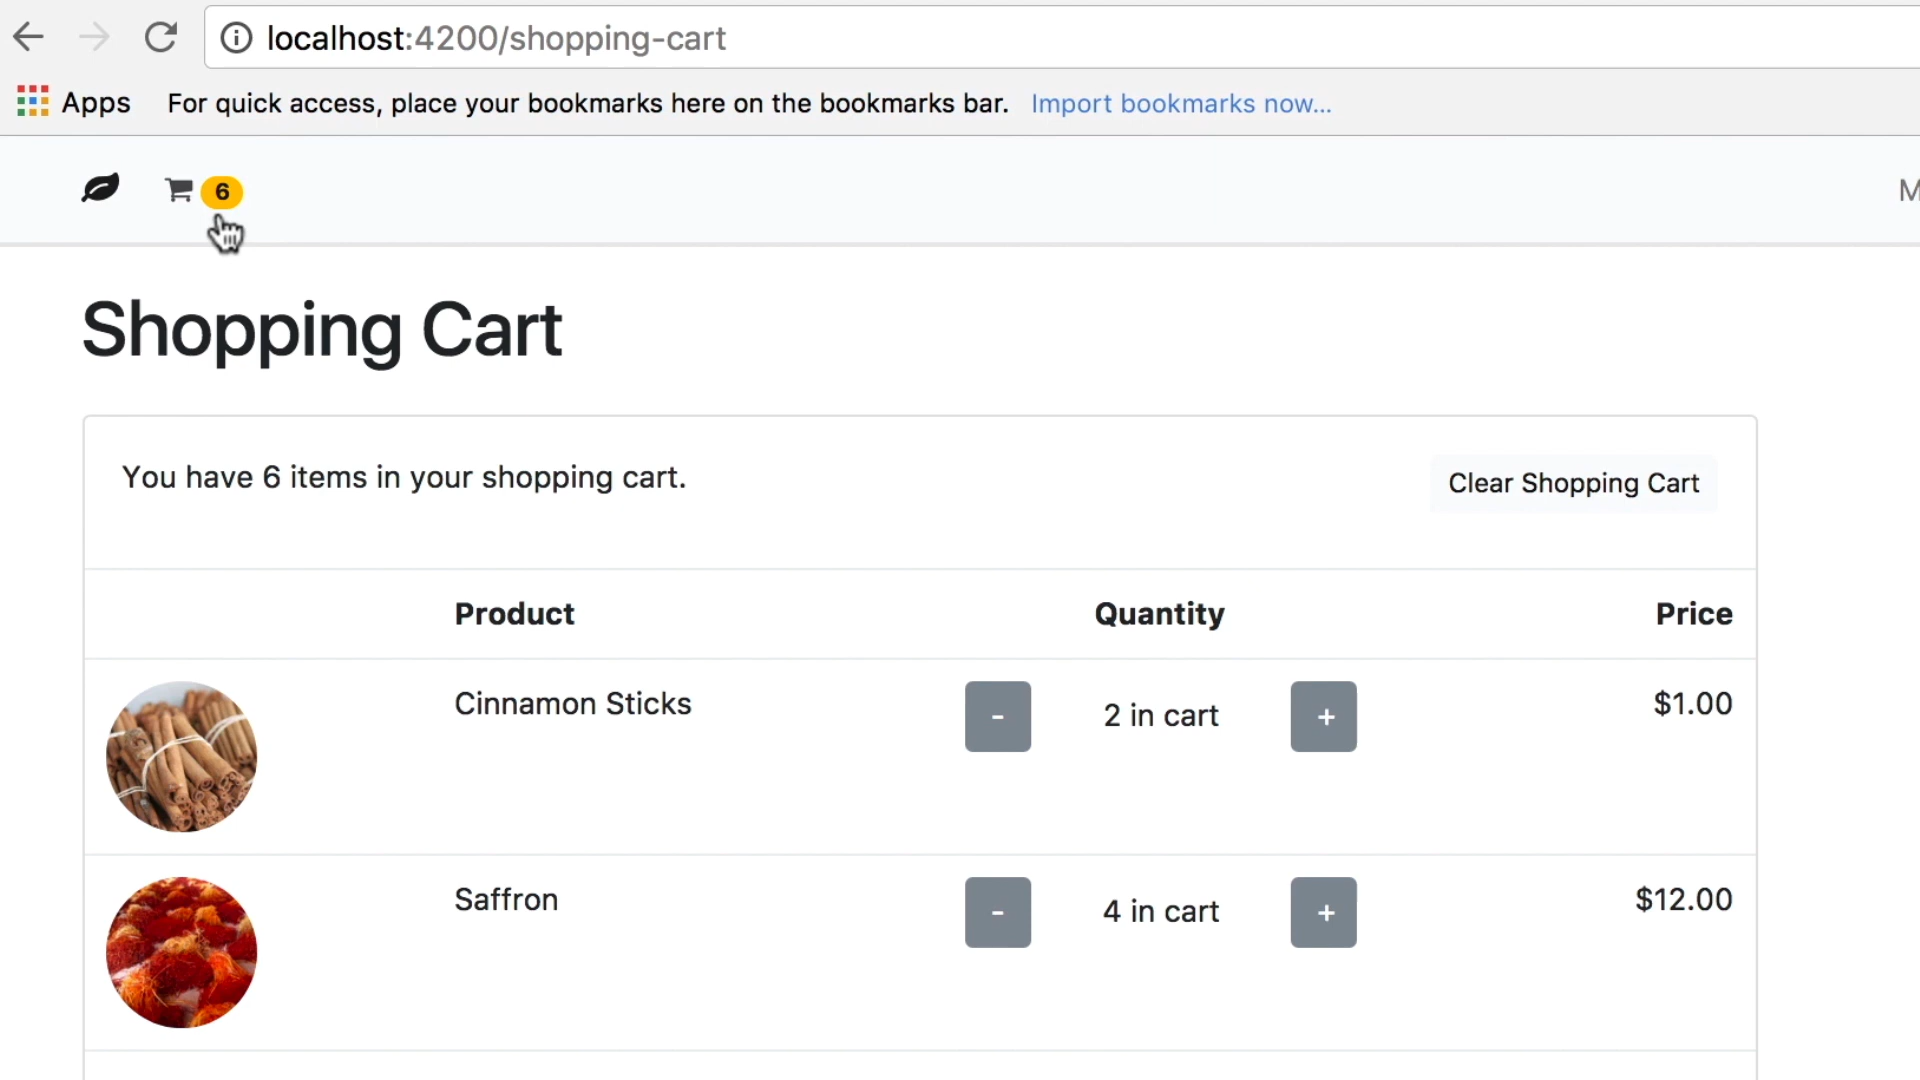 localhost:4200/shopping-cart
Apps For quick access, place your bookmarks here on the bookmarks bar. Import bookmarks now...
6
M
Shopping Cart
You have 6 items in your shopping cart.
Clear Shopping Cart
Product Quantity Price
Cinnamon Sticks - 2 in cart + $1.00
Saffron - 4 in cart + $12.00